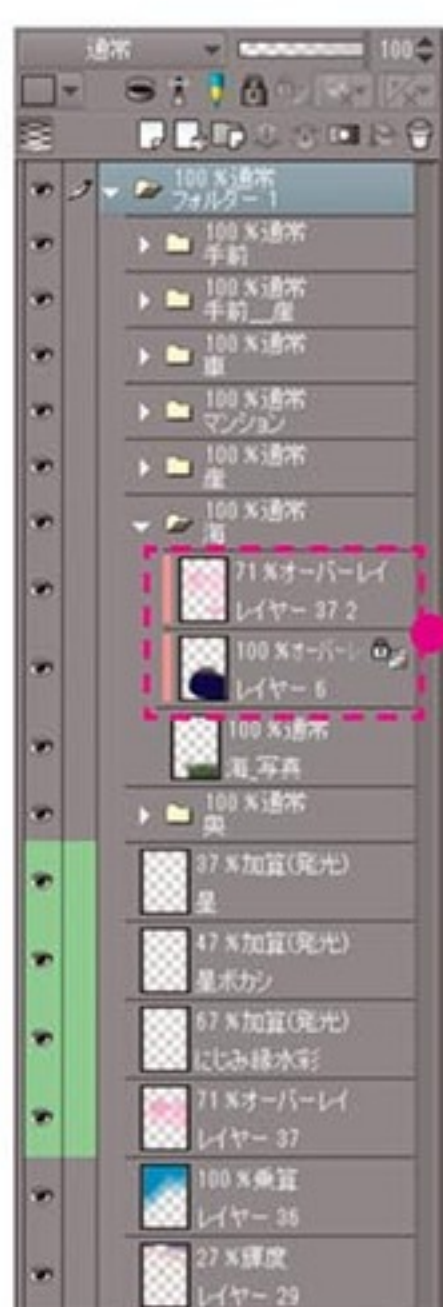 通常 100
100 %通常
フォルダー 1
100 %通常
手前
100 %通常
手前__崖
100 %通常
車
100 %通常
マンション
100 %通常
崖
100 %通常
海
71 %オーバーレイ
レイヤー 37 2
100 %オーバーレ
レイヤー 6
100 %通常
海_写真
100 %通常
奥
37 %加算(発光)
星
47 %加算(発光)
星ボカシ
67 %加算(発光)
にじみ縁水彩
71 %オーバーレイ
レイヤー 37
100 %乗算
レイヤー 36
27 %輝度
レイヤー 29